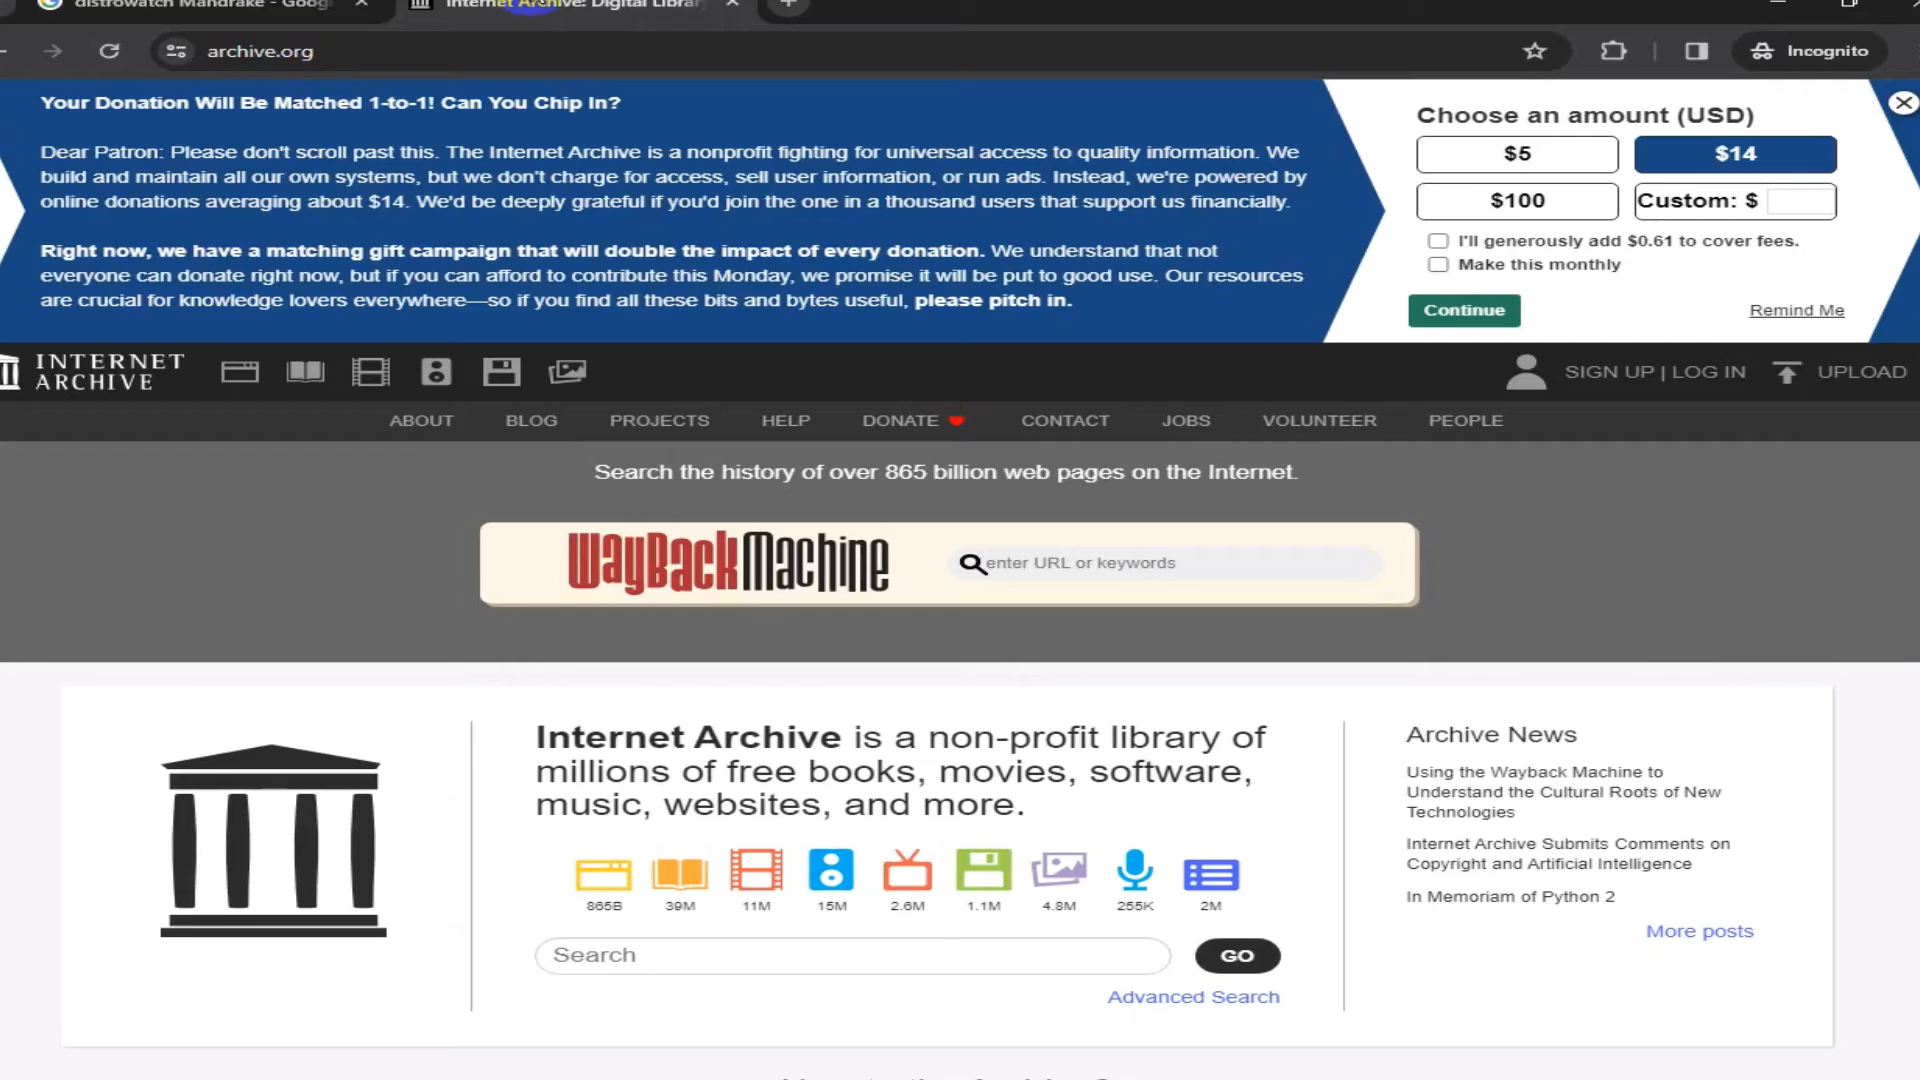 distrowatch Mandrake - Goog
Internet Archive: Digital Librar
archive.org
Incognito
Your Donation Will Be Matched 1-to-1! Can You Chip In?
Dear Patron: Please don't scroll past this. The Internet Archive is a nonprofit fighting for universal access to quality information. We
build and maintain all our own systems, but we don't charge for access, sell user information, or run ads. Instead, we're powered by
online donations averaging about $14. We'd be deeply grateful if you'd join the one in a thousand users that support us financially.
Right now, we have a matching gift campaign that will double the impact of every donation. We understand that not
everyone can donate right now, but if you can afford to contribute this Monday, we promise it will be put to good use. Our resources
are crucial for knowledge lovers everywhere—so if you find all these bits and bytes useful, please pitch in.
Choose an amount (USD)
$5
$14
$100
Custom: $
I'll generously add $0.61 to cover fees.
Make this monthly
Continue
Remind Me
INTERNET
ARCHIVE
SIGN UP | LOG IN
UPLOAD
ABOUT
BLOG
PROJECTS
HELP
DONATE
CONTACT
JOBS
VOLUNTEER
PEOPLE
Search the history of over 865 billion web pages on the Internet.
WayBackMachine
enter URL or keywords
Internet Archive is a non-profit library of
millions of free books, movies, software,
music, websites, and more.
865B
39M
11M
15M
2.6M
1.1M
4.8M
255K
2M
Search
GO
Advanced Search
Archive News
Using the Wayback Machine to
Understand the Cultural Roots of New
Technologies
Internet Archive Submits Comments on
Copyright and Artificial Intelligence
In Memoriam of Python 2
More posts